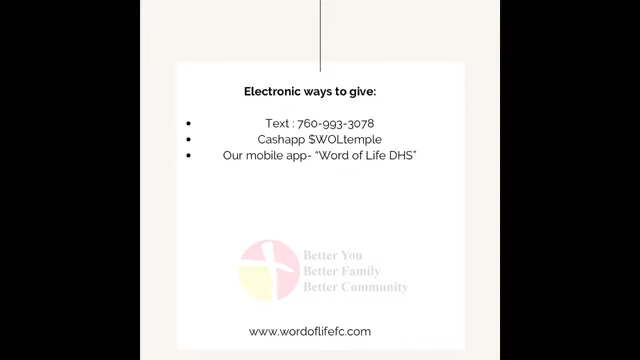 Electronic ways to give:
• Text : 760-993-3078
• Cashapp $WOLtemple
• Our mobile app- “Word of Life DHS”
Better You
Better Family
Better Community
www.wordoflifefc.com